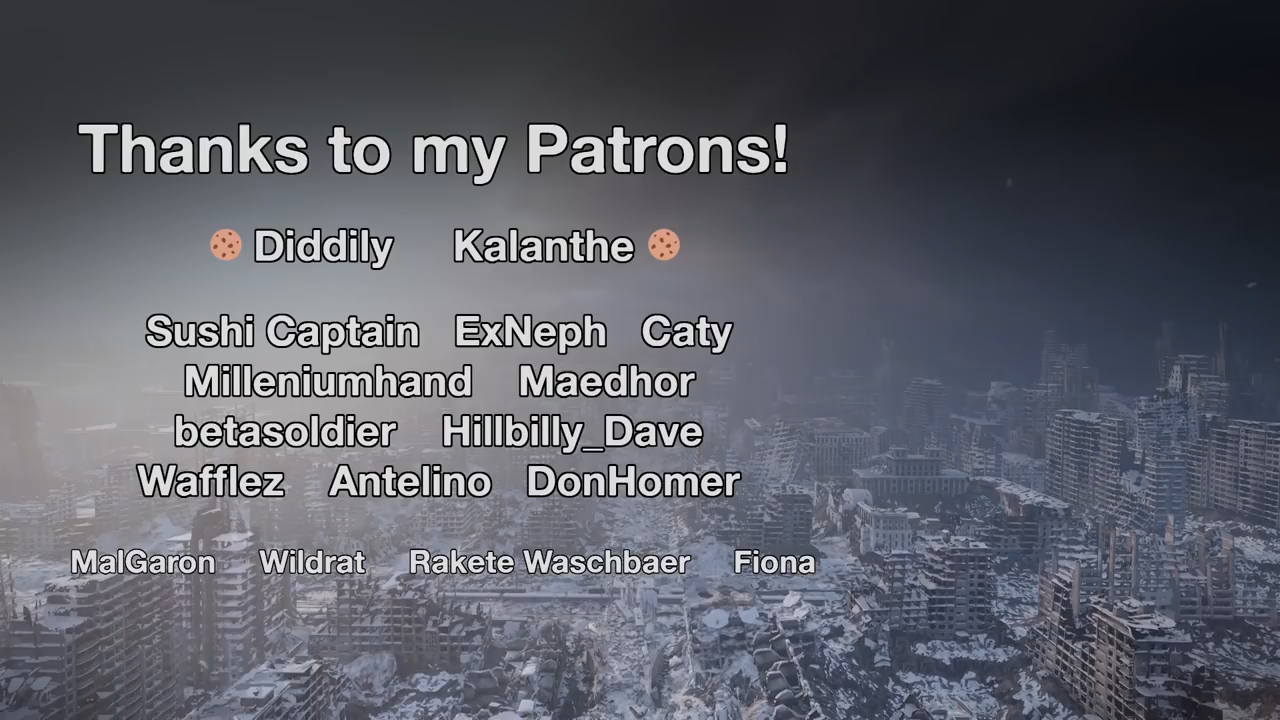 Thanks to my Patrons!
Diddily Kalanthe
Sushi Captain ExNeph Caty
Milleniumhand Maedhor
betasoldier Hillbilly_Dave
Wafflez Antelino DonHomer
MalGaron Wildrat Rakete Waschbaer Fiona